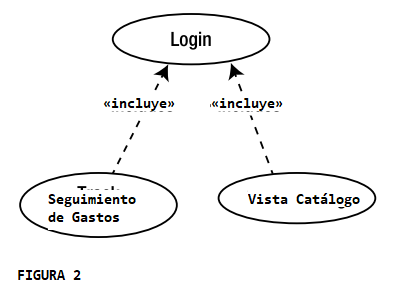 Login
«incluye» «incluye»
Seguimiento
de Gastos
Vista Catálogo
FIGURA 2